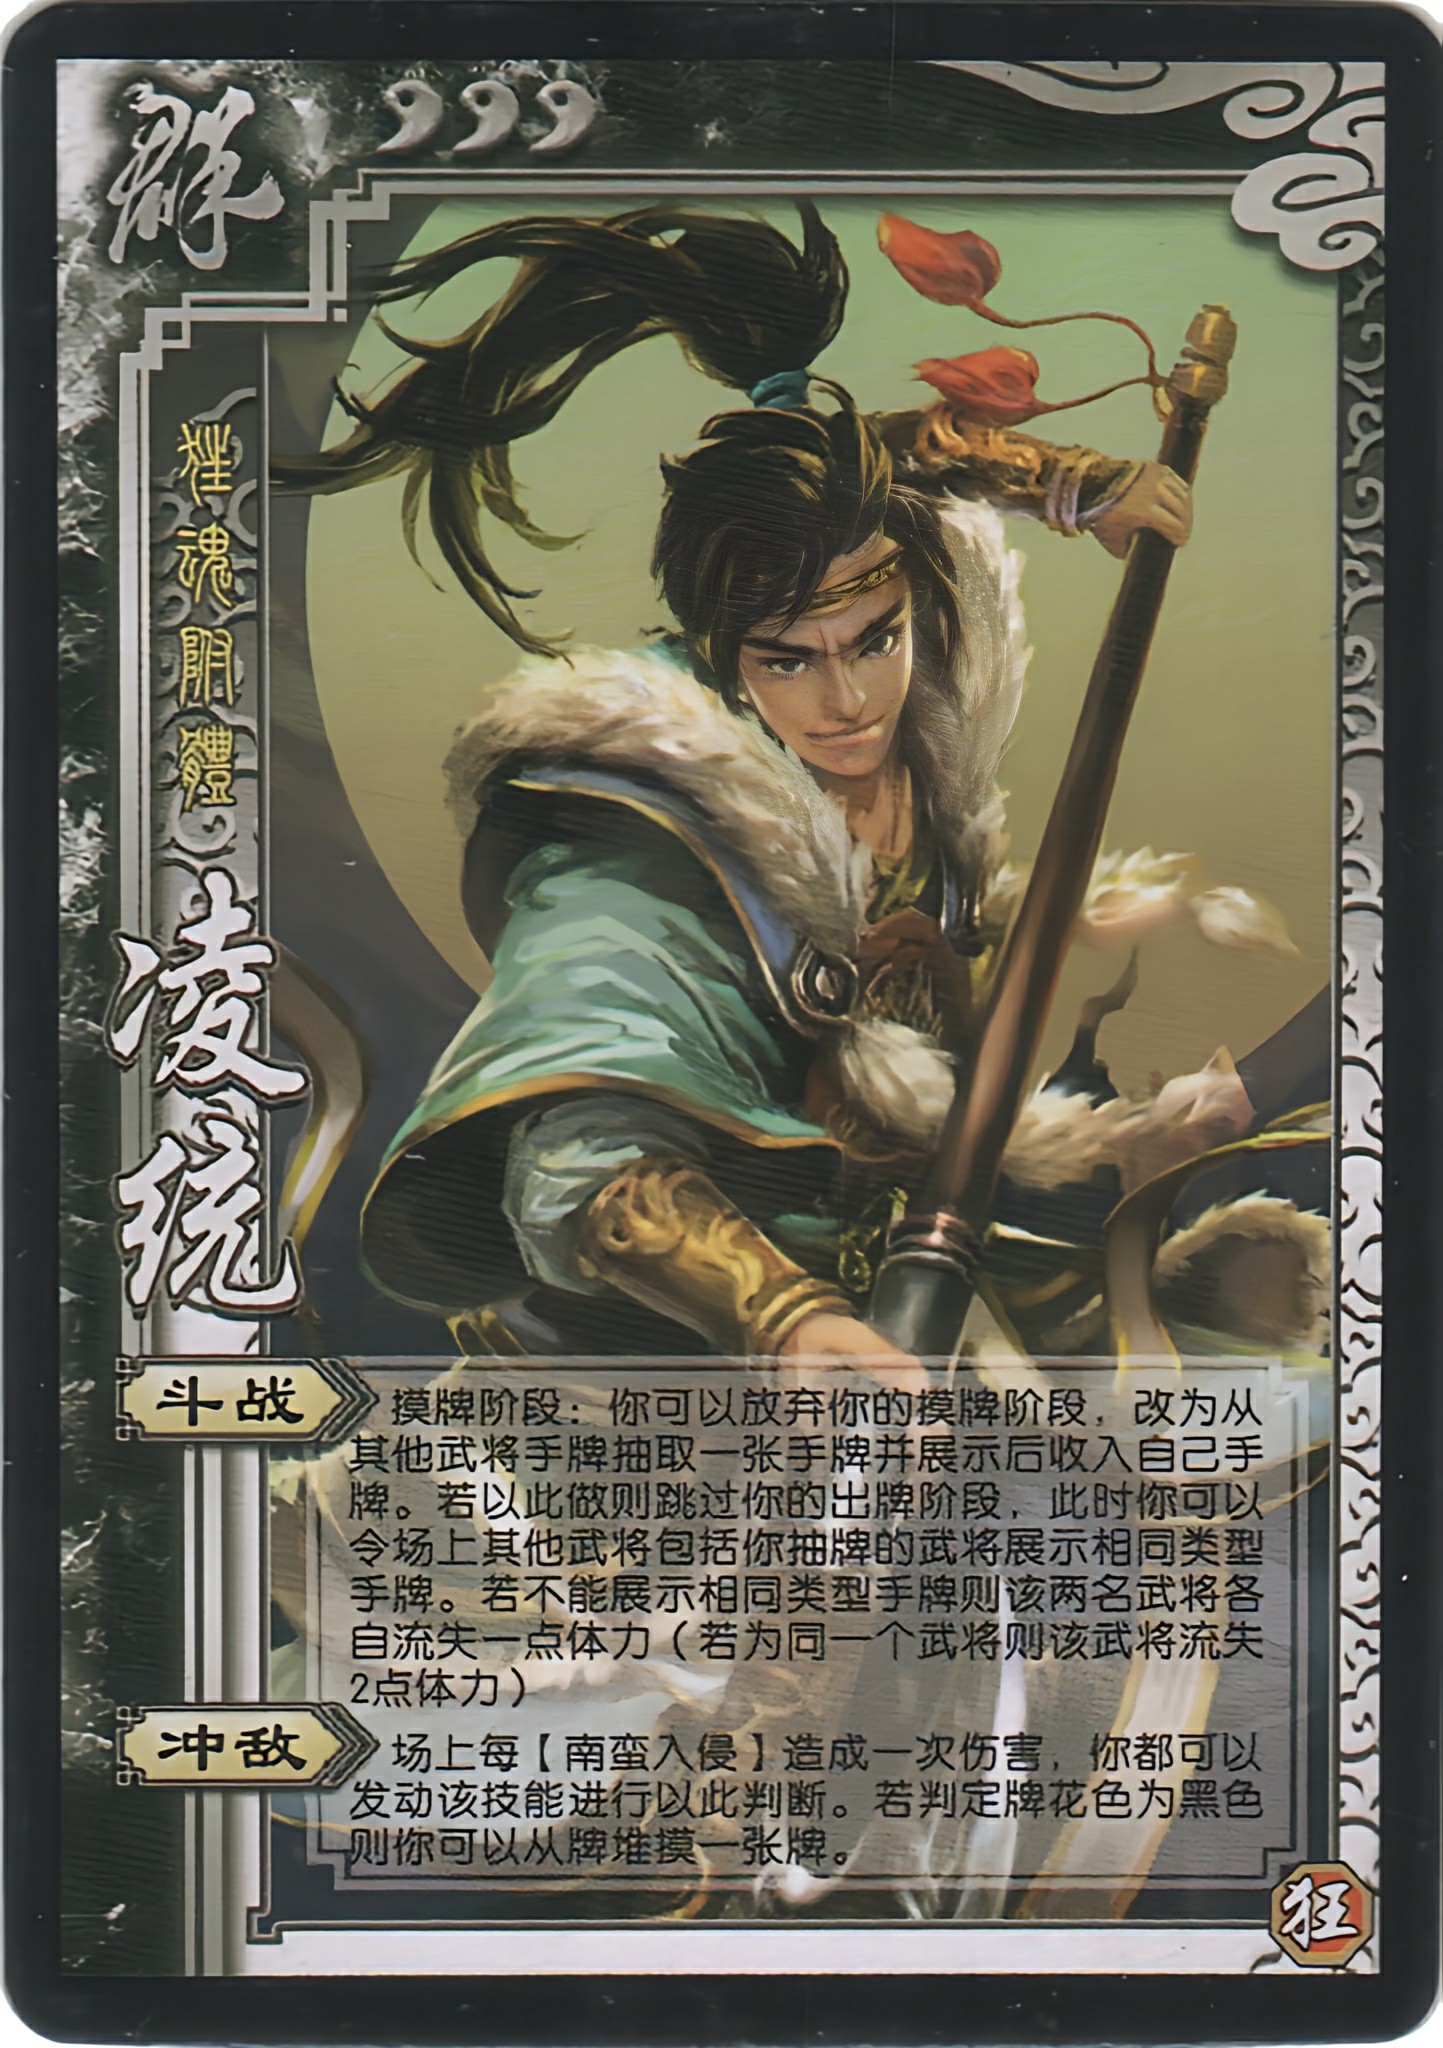 群
狂魂附體
凌统
斗战
摸牌阶段：你可以放弃你的摸牌阶段，改为从
其他武将手牌抽取一张手牌并展示后收入自己手
牌。若以此做则跳过你的出牌阶段，此时你可以
令场上其他武将包括你抽牌的武将展示相同类型
手牌。若不能展示相同类型手牌则该两名武将各
自流失一点体力（若为同一个武将则该武将流失
2点体力）
冲敌
场上每【南蛮入侵】造成一次伤害，你都可以
发动该技能进行以此判断。若判定牌花色为黑色
则你可以从牌堆摸一张牌。
狂